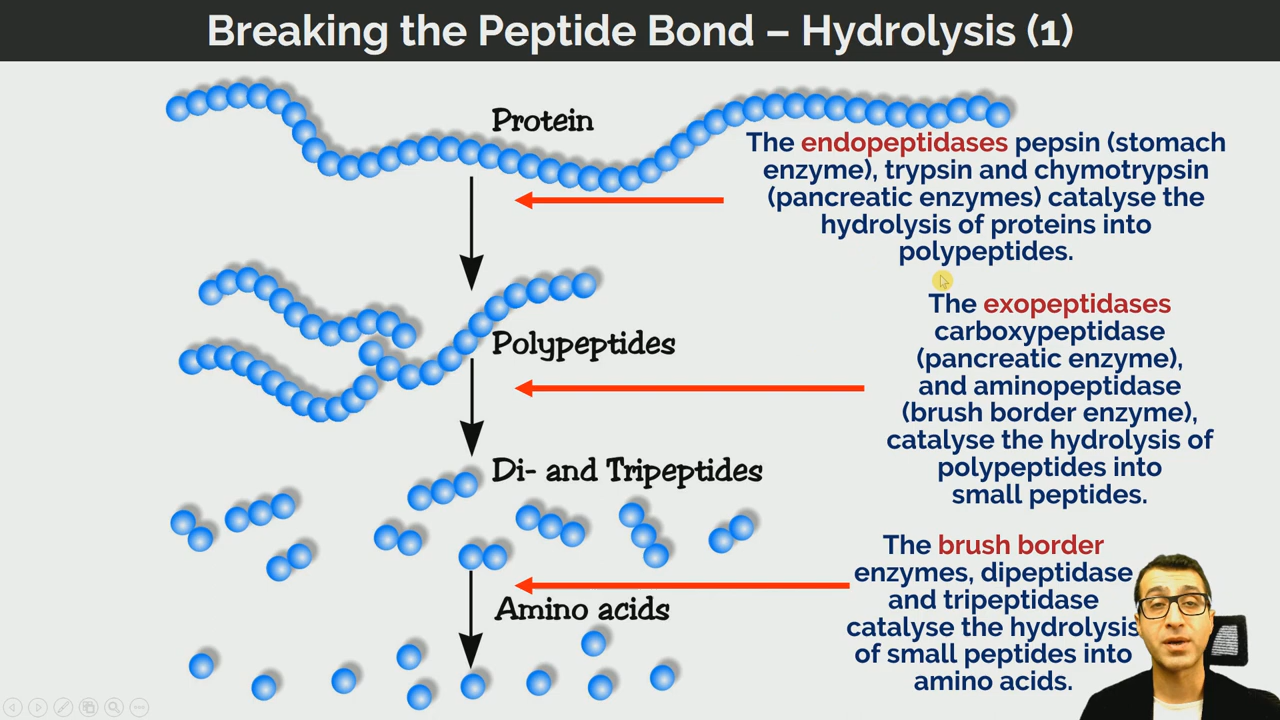 Breaking the Peptide Bond – Hydrolysis (1)
Protein
The endopeptidases pepsin (stomach
enzyme), trypsin and chymotrypsin
(pancreatic enzymes) catalyse the
hydrolysis of proteins into
polypeptides.
Polypeptides
The exopeptidases
carboxypeptidase
(pancreatic enzyme),
and aminopeptidase
(brush border enzyme),
catalyse the hydrolysis of
polypeptides into
small peptides.
Di- and Tripeptides
The brush border
enzymes, dipeptidase
and tripeptidase
catalyse the hydrolysis
of small peptides into
amino acids.
Amino acids